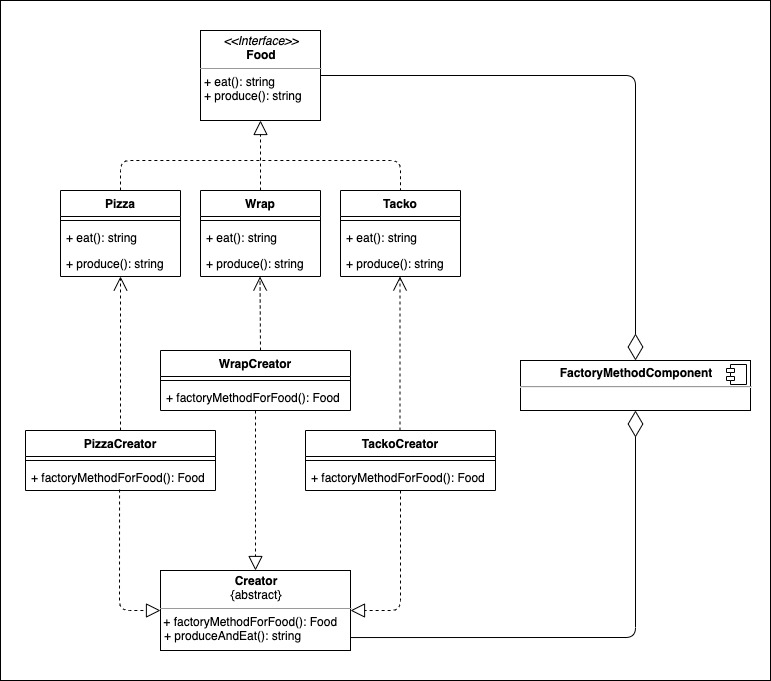 <<Interface>>
Food
+ eat(): string
+ produce(): string
Pizza
+ eat(): string
+ produce(): string
Wrap
+ eat(): string
+ produce(): string
Tacko
+ eat(): string
+ produce(): string
WrapCreator
+ factoryMethodForFood(): Food
FactoryMethodComponent
PizzaCreator
+ factoryMethodForFood(): Food
TackoCreator
+ factoryMethodForFood(): Food
Creator
{abstract}
+ factoryMethodForFood(): Food
+ produceAndEat(): string